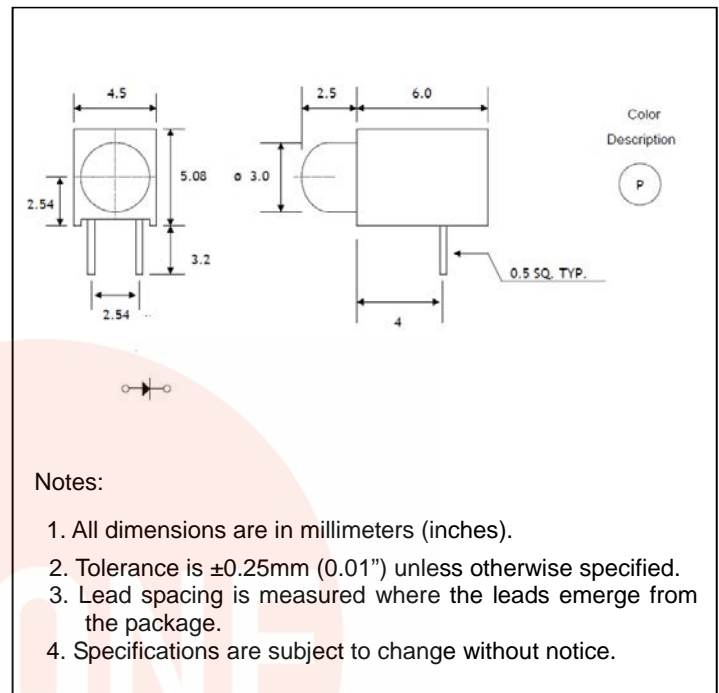 4.5
2.5
6.0
Color
Description
P
5.08
ø 3.0
2.54
3.2
0.5 SQ. TYP.
2.54
4
Notes:
1. All dimensions are in millimeters (inches).
2. Tolerance is ±0.25mm (0.01”) unless otherwise specified.
3. Lead spacing is measured where the leads emerge from
the package.
4. Specifications are subject to change without notice.